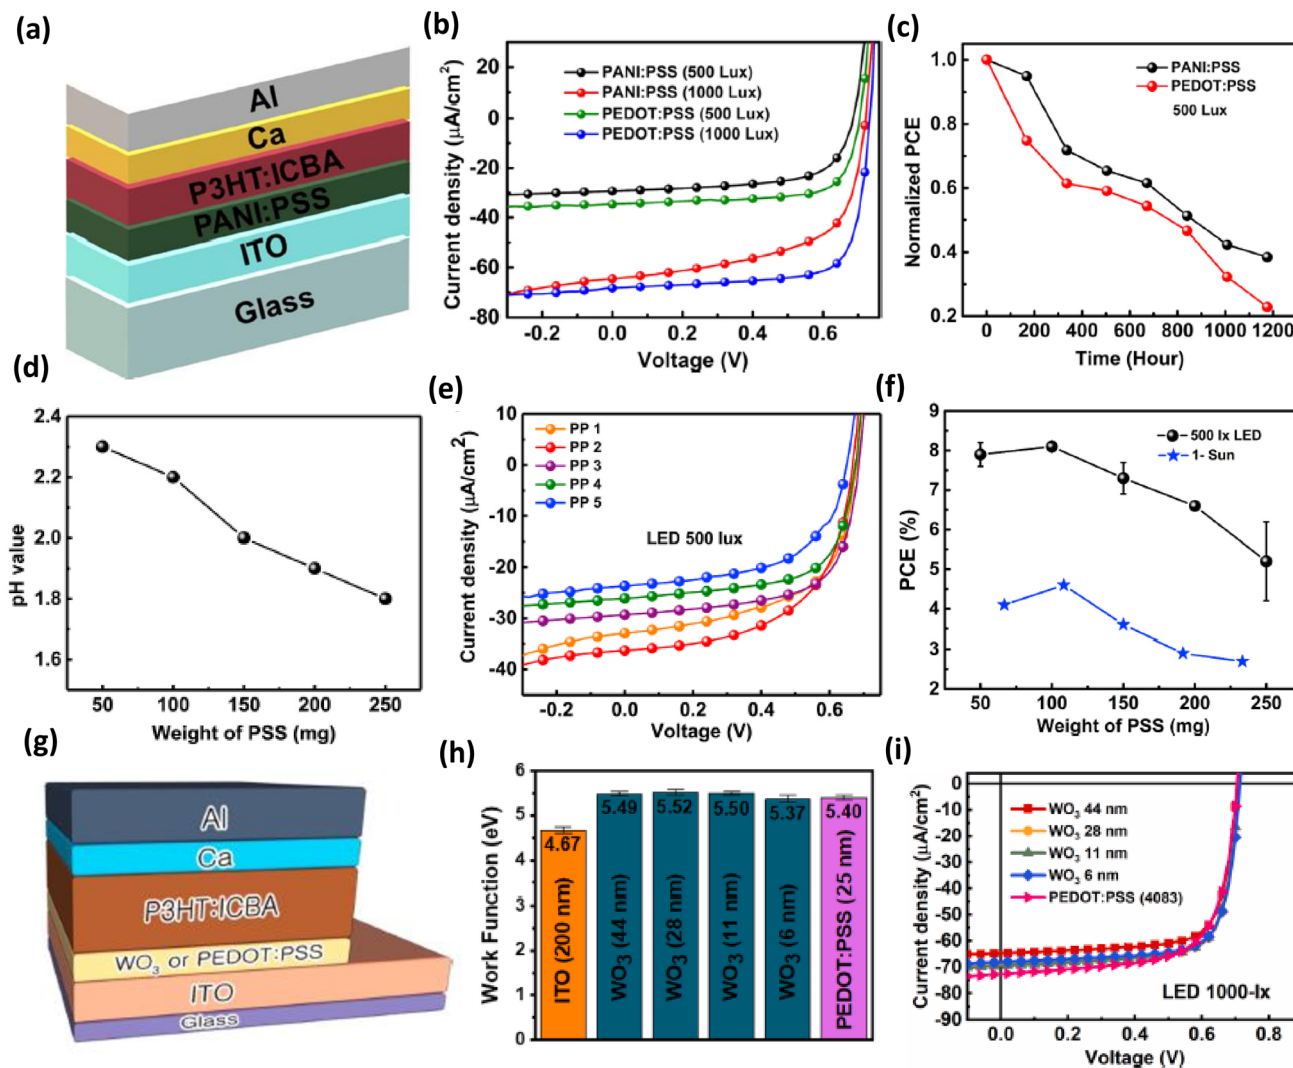 (a)
Al
Ca
P3HT:ICBA
PANI:PSS
ITO
Glass
(b)
Current density (μA/cm²)
20
0
-20
-40
-60
-80
PANI:PSS (500 Lux)
PANI:PSS (1000 Lux)
PEDOT:PSS (500 Lux)
PEDOT:PSS (1000 Lux)
-0.2 0.0 0.2 0.4 0.6
Voltage (V)
(c)
Normalized PCE
1.0
0.8
0.6
0.4
0.2
PANI:PSS
PEDOT:PSS
500 Lux
0 200 400 600 800 1000 1200
Time (Hour)
(d)
pH value
2.4
2.2
2.0
1.8
1.6
50 100 150 200 250
Weight of PSS (mg)
(e)
Current density (μA/cm²)
10
0
-10
-20
-30
-40
PP 1
PP 2
PP 3
PP 4
PP 5
LED 500 lux
-0.2 0.0 0.2 0.4 0.6
Voltage (V)
(f)
PCE (%)
9
8
7
6
5
4
3
2
500 lx LED
1- Sun
50 100 150 200 250
Weight of PSS (mg)
(g)
Al
Ca
P3HT:ICBA
WO₃ or PEDOT:PSS
ITO
Glass
(h)
Work Function (eV)
6
5
4
3
2
1
0
4.67
5.49
5.52
5.50
5.37
5.40
ITO (200 nm)
WO₃ (44 nm)
WO₃ (28 nm)
WO₃ (11 nm)
WO₃ (6 nm)
PEDOT:PSS (25 nm)
(i)
Current density (μA/cm²)
0
-10
-20
-30
-40
-50
-60
-70
-80
-90
WO₃ 44 nm
WO₃ 28 nm
WO₃ 11 nm
WO₃ 6 nm
PEDOT:PSS (4083)
LED 1000-lx
0.0 0.2 0.4 0.6 0.8
Voltage (V)